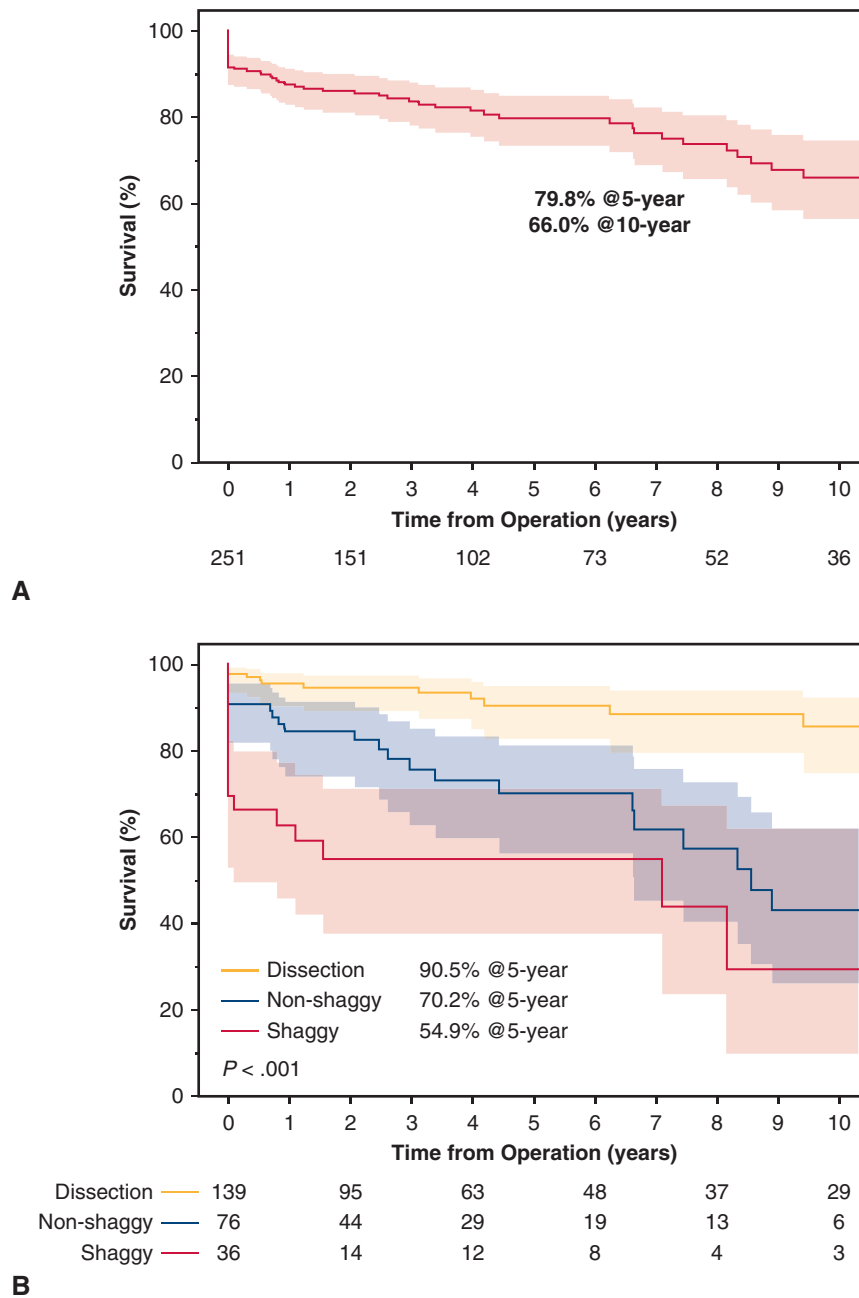 100
80
60
40
20
0
Survival (%)
79.8% @5-year
66.0% @10-year
0 1 2 3 4 5 6 7 8 9 10
Time from Operation (years)
251 151 102 73 52 36
A
100
80
60
40
20
0
Survival (%)
Dissection 90.5% @5-year
Non-shaggy 70.2% @5-year
Shaggy 54.9% @5-year
P < .001
0 1 2 3 4 5 6 7 8 9 10
Time from Operation (years)
Dissection 139 95 63 48 37 29
Non-shaggy 76 44 29 19 13 6
Shaggy 36 14 12 8 4 3
B